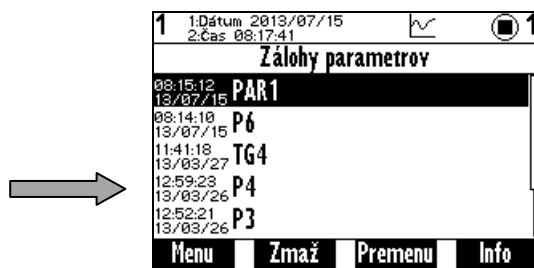 1 1:Dátum 2013/07/15 1
2:Čas 08:17:41
Zálohy parametrov
08:15:12 PAR1
13/07/15
08:14:10 P6
13/07/15
11:41:18 TG4
13/03/27
12:59:23 P4
13/03/26
12:52:21 P3
13/03/26
Menu Zmaž Premenu Info